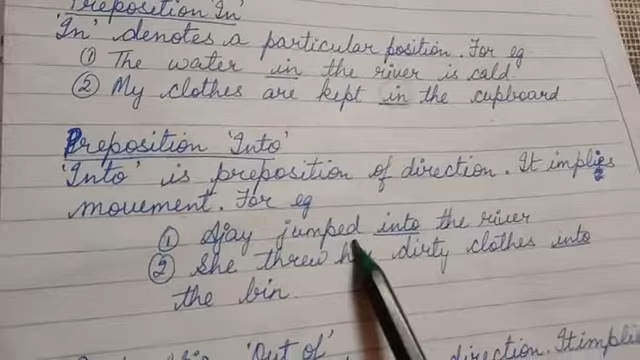 Preposition 'In'
'In' denotes a particular position. For eg
① The water in the river is cold.
② My clothes are kept in the cupboard
Preposition 'Into'
'Into' is preposition of direction. It implies
movement. For eg
① Ajay jumped into the river
② She threw dirty clothes into
the bin.
'Out of' direction. It implies